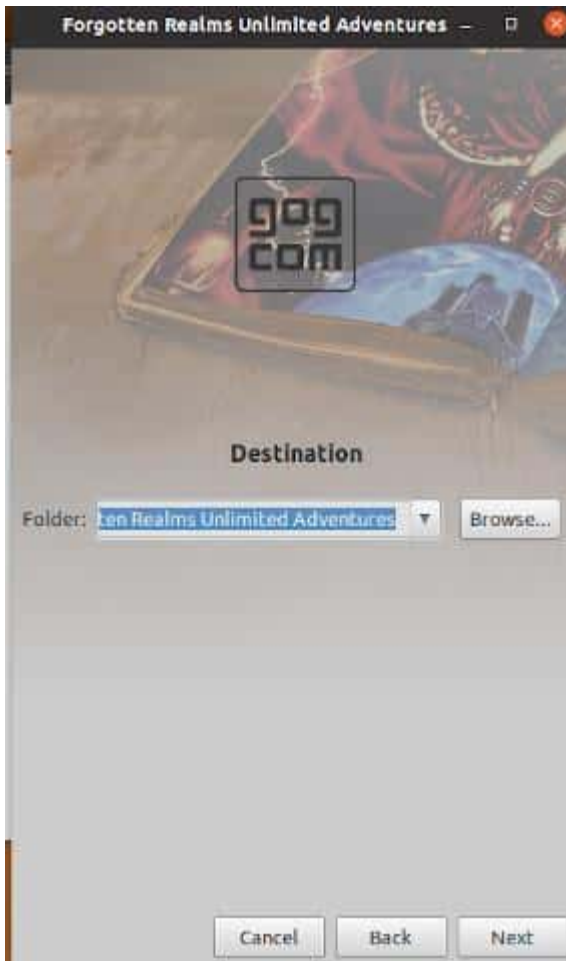 Forgotten Realms Unlimited Adventures
gog
com
Destination
Folder: ten Realms Unlimited Adventures Browse...
Cancel Back Next